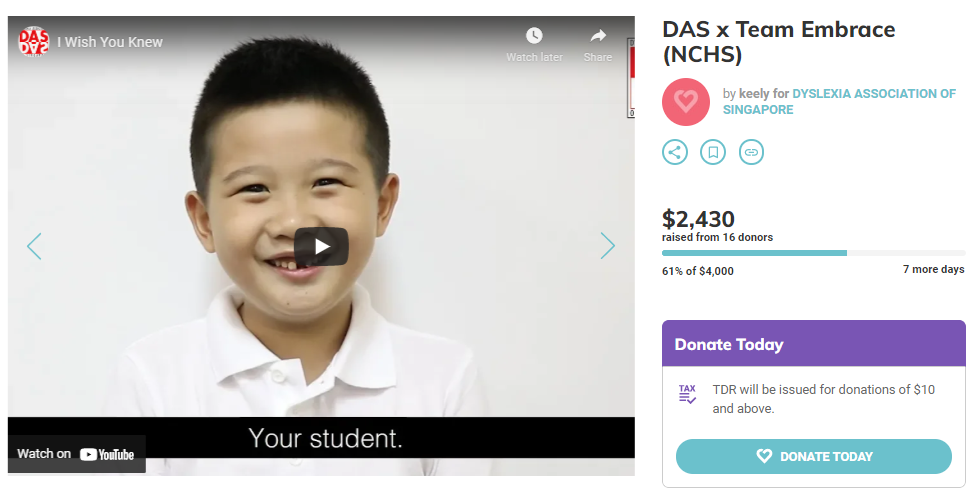 DAS
I Wish You Knew
Watch later
Share
Your student.
Watch on YouTube
DAS x Team Embrace
(NCHS)
by keely for DYSLEXIA ASSOCIATION OF
SINGAPORE
$2,430
raised from 16 donors
61% of $4,000
7 more days
Donate Today
TAX
TDR will be issued for donations of $10
and above.
DONATE TODAY